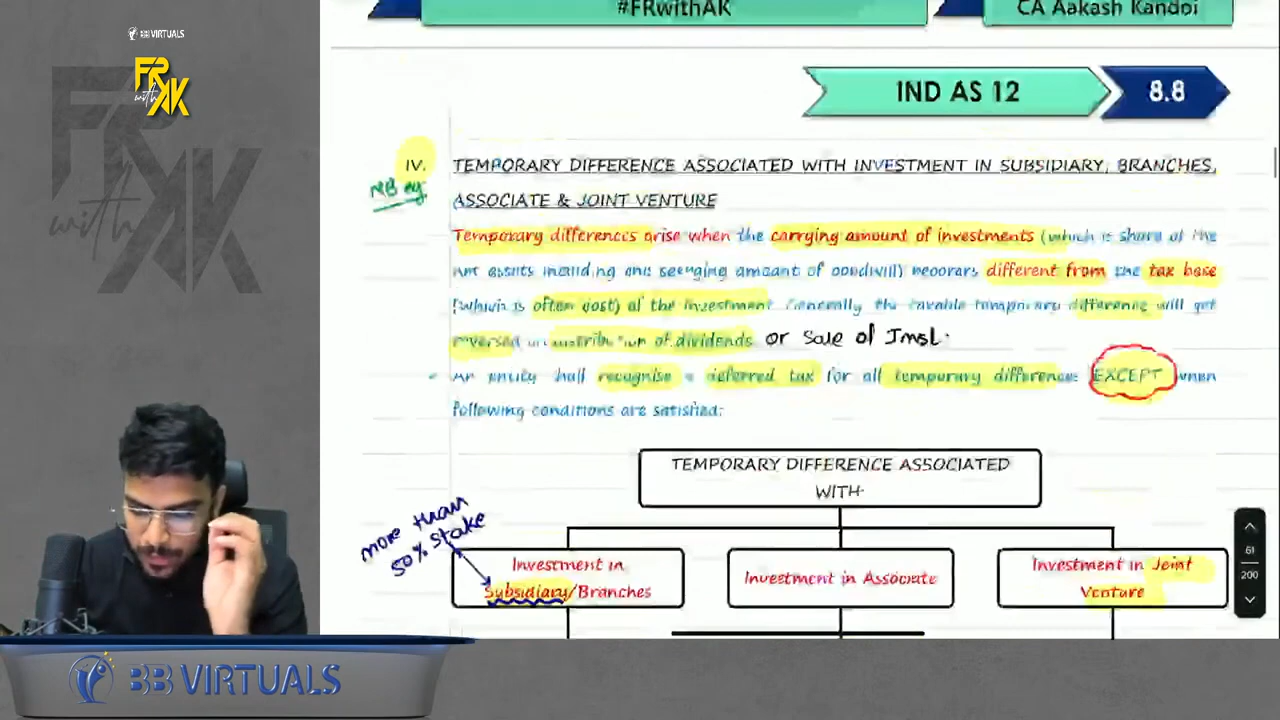 #FRwithAK
CA Aakash Kandoi
BB VIRTUALS
FR
with
AK
IND AS 12
8.8
IV. TEMPORARY DIFFERENCE ASSOCIATED WITH INVESTMENT IN SUBSIDIARY, BRANCHES,
NB eg.
ASSOCIATE & JOINT VENTURE
Temporary differences arise when the carrying amount of investments (which is share of the
net assets including carrying amount of Goodwill) different from the tax base
(which is often cost) of the investment. Generally the taxable temporary difference will get
reversed on distribution of dividends or Sale of
An entity shall recognise a deferred tax for all temporary differences EXCEPT when
following conditions are satisfied:
TEMPORARY DIFFERENCE ASSOCIATED
WITH-
more than
50% stake
Investment in
Subsidiary/Branches
Investment in Associate
Investment in Joint
Venture
61
200
BB VIRTUALS